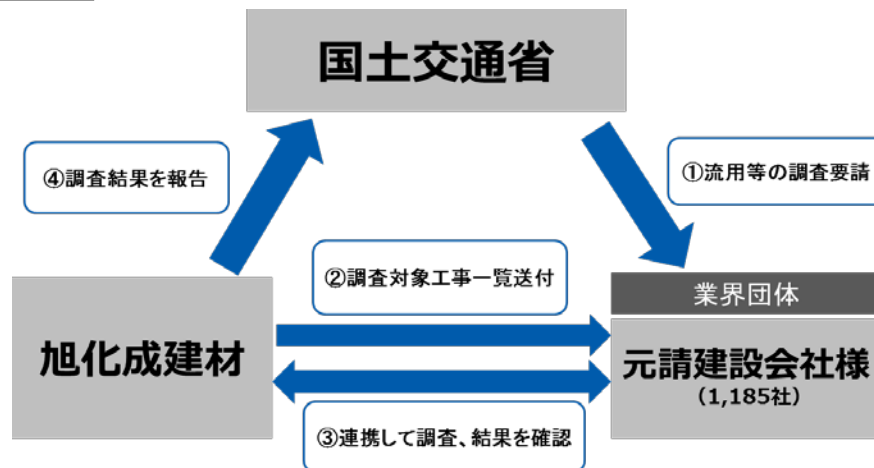 国土交通省
④調査結果を報告
①流用等の調査要請
②調査対象工事一覧送付
業界団体
旭化成建材
元請建設会社様
(1,185社)
③連携して調査、結果を確認